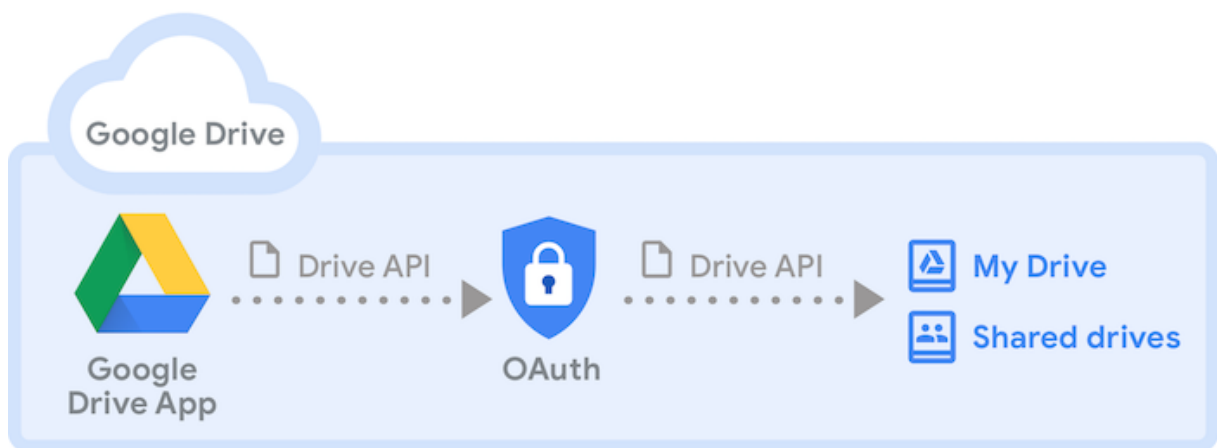 Google Drive
Drive API
Drive API
My Drive
Shared drives
Google
Drive App
OAuth